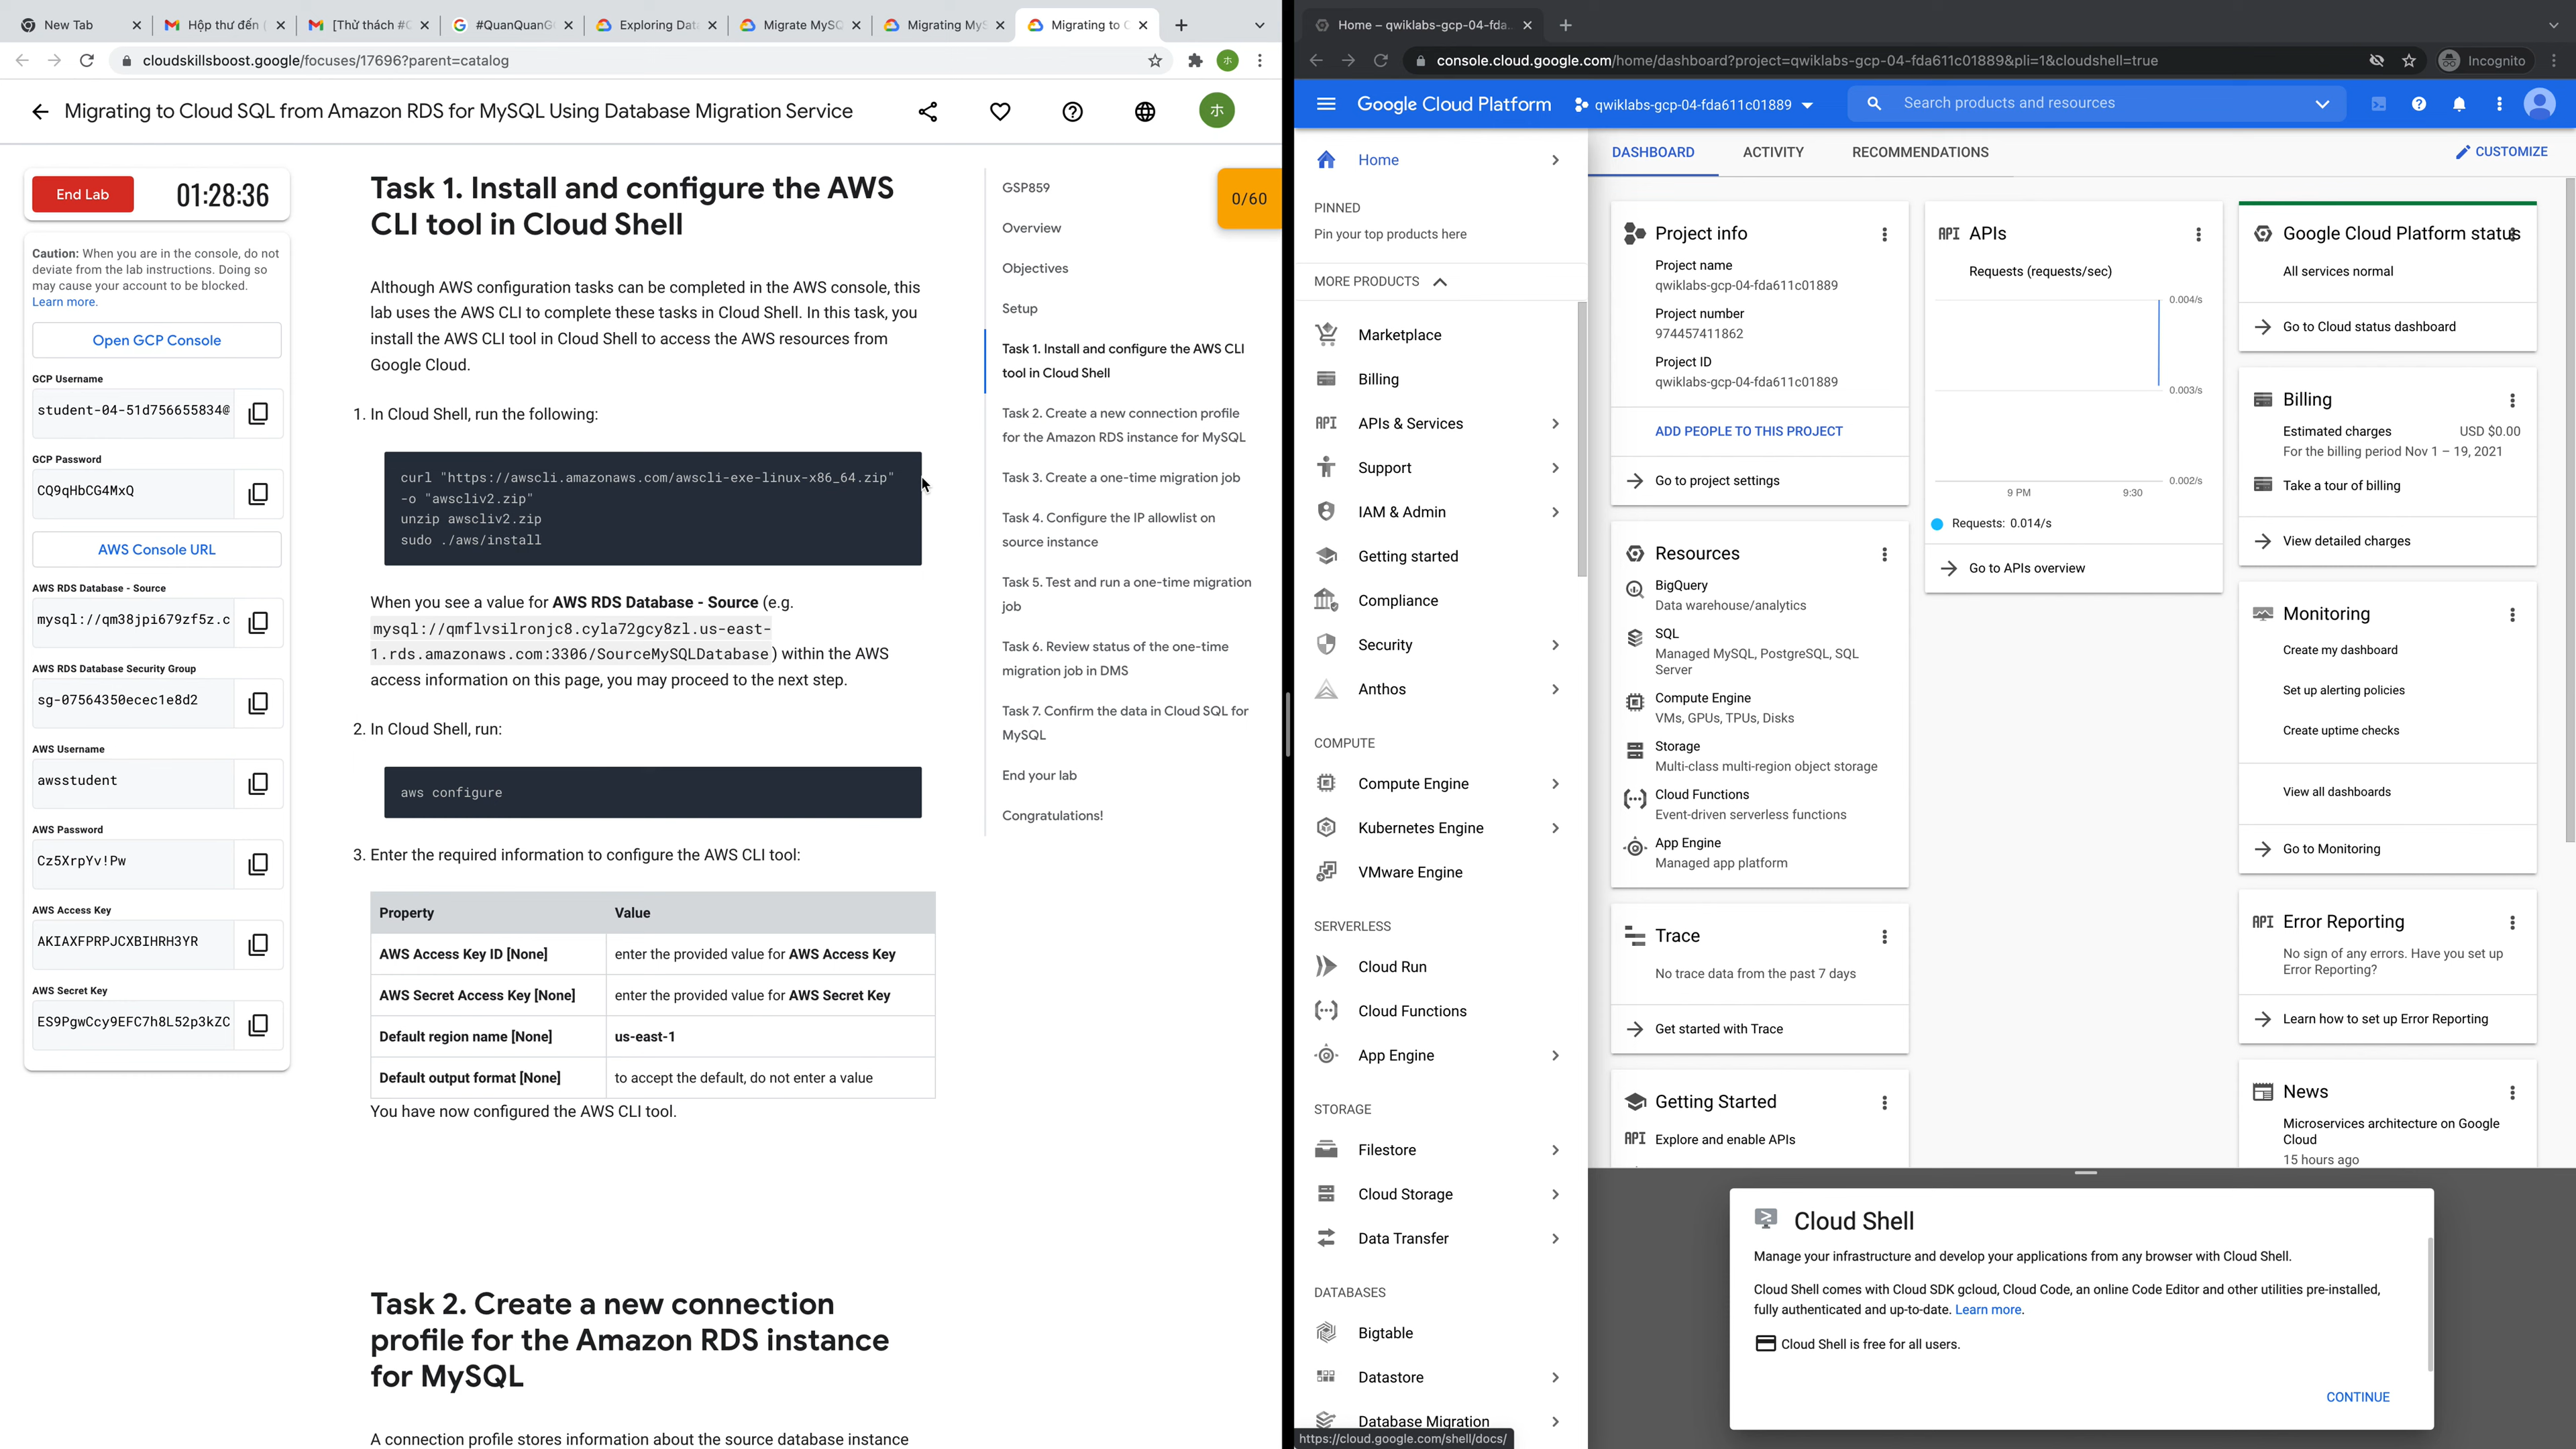 New Tab
Hộp thư đến (
[Thử thách #C
#QuanQuanG
Exploring Dat
Migrate MySQ
Migrating MyS
Migrating to C
cloudskillsboost.google/focuses/17696?parent=catalog
ホ
Migrating to Cloud SQL from Amazon RDS for MySQL Using Database Migration Service
ホ
End Lab
01:28:36
Caution: When you are in the console, do not
deviate from the lab instructions. Doing so
may cause your account to be blocked.
Learn more.
Open GCP Console
GCP Username
student-04-51d756655834@
GCP Password
CQ9qHbCG4MxQ
AWS Console URL
AWS RDS Database - Source
mysql://qm38jpi679zf5z.c
AWS RDS Database Security Group
sg-07564350ecec1e8d2
AWS Username
awsstudent
AWS Password
Cz5XrpYv!Pw
AWS Access Key
AKIAXFPRPJCXBIHRH3YR
AWS Secret Key
ES9PgwCcy9EFC7h8L52p3kZC
Task 1. Install and configure the AWS
CLI tool in Cloud Shell
Although AWS configuration tasks can be completed in the AWS console, this
lab uses the AWS CLI to complete these tasks in Cloud Shell. In this task, you
install the AWS CLI tool in Cloud Shell to access the AWS resources from
Google Cloud.
1. In Cloud Shell, run the following:
curl "https://awscli.amazonaws.com/awscli-exe-linux-x86_64.zip"
-o "awscliv2.zip"
unzip awscliv2.zip
sudo ./aws/install
When you see a value for AWS RDS Database - Source (e.g.
mysql://qmflvsilronjc8.cyla72gcy8zl.us-east-
1.rds.amazonaws.com:3306/SourceMySQLDatabase) within the AWS
access information on this page, you may proceed to the next step.
2. In Cloud Shell, run:
aws configure
3. Enter the required information to configure the AWS CLI tool:
Property Value
AWS Access Key ID [None] enter the provided value for AWS Access Key
AWS Secret Access Key [None] enter the provided value for AWS Secret Key
Default region name [None] us-east-1
Default output format [None] to accept the default, do not enter a value
You have now configured the AWS CLI tool.
Task 2. Create a new connection
profile for the Amazon RDS instance
for MySQL
A connection profile stores information about the source database instance
0/60
GSP859
Overview
Objectives
Setup
Task 1. Install and configure the AWS CLI
tool in Cloud Shell
Task 2. Create a new connection profile
for the Amazon RDS instance for MySQL
Task 3. Create a one-time migration job
Task 4. Configure the IP allowlist on
source instance
Task 5. Test and run a one-time migration
job
Task 6. Review status of the one-time
migration job in DMS
Task 7. Confirm the data in Cloud SQL for
MySQL
End your lab
Congratulations!
Home – qwiklabs-gcp-04-fda
console.cloud.google.com/home/dashboard?project=qwiklabs-gcp-04-fda611c01889&pli=1&cloudshell=true
Incognito
Google Cloud Platform
qwiklabs-gcp-04-fda611c01889
Search products and resources
Home
PINNED
Pin your top products here
MORE PRODUCTS
Marketplace
Billing
API APIs & Services
Support
IAM & Admin
Getting started
Compliance
Security
Anthos
COMPUTE
Compute Engine
Kubernetes Engine
VMware Engine
SERVERLESS
Cloud Run
Cloud Functions
App Engine
STORAGE
Filestore
Cloud Storage
Data Transfer
DATABASES
Bigtable
Datastore
Database Migration
https://cloud.google.com/shell/docs/
DASHBOARD
ACTIVITY
RECOMMENDATIONS
CUSTOMIZE
Project info
Project name
qwiklabs-gcp-04-fda611c01889
Project number
974457411862
Project ID
qwiklabs-gcp-04-fda611c01889
ADD PEOPLE TO THIS PROJECT
Go to project settings
Resources
BigQuery
Data warehouse/analytics
SQL
Managed MySQL, PostgreSQL, SQL
Server
Compute Engine
VMs, GPUs, TPUs, Disks
Storage
Multi-class multi-region object storage
Cloud Functions
Event-driven serverless functions
App Engine
Managed app platform
Trace
No trace data from the past 7 days
Get started with Trace
Getting Started
API Explore and enable APIs
API APIs
Requests (requests/sec)
0.004/s
0.003/s
0.002/s
9 PM 9:30
Requests: 0.014/s
Go to APIs overview
Google Cloud Platform status
All services normal
Go to Cloud status dashboard
Billing
Estimated charges USD $0.00
For the billing period Nov 1 – 19, 2021
Take a tour of billing
View detailed charges
Monitoring
Create my dashboard
Set up alerting policies
Create uptime checks
View all dashboards
Go to Monitoring
API Error Reporting
No sign of any errors. Have you set up
Error Reporting?
Learn how to set up Error Reporting
News
Microservices architecture on Google
Cloud
15 hours ago
Cloud Shell
Manage your infrastructure and develop your applications from any browser with Cloud Shell.
Cloud Shell comes with Cloud SDK gcloud, Cloud Code, an online Code Editor and other utilities pre-installed,
fully authenticated and up-to-date. Learn more.
Cloud Shell is free for all users.
CONTINUE